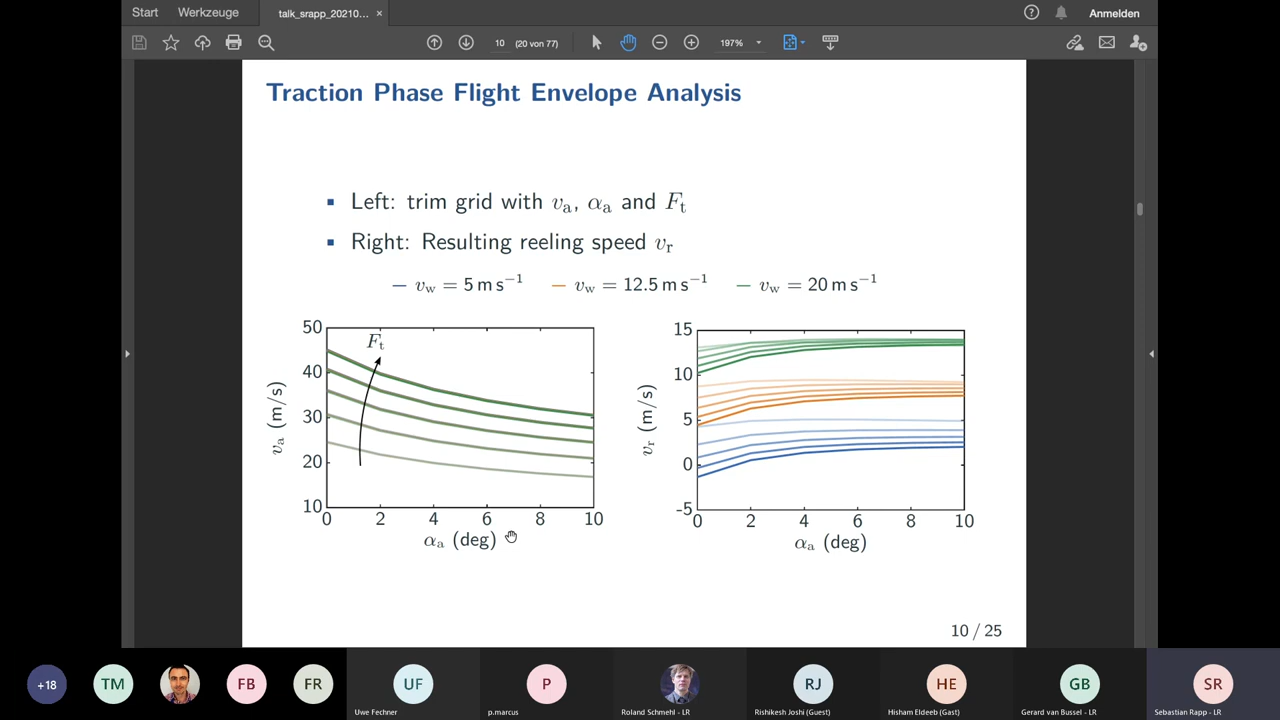 Start Werkzeuge talk_srapp_20210... × Anmelden
10 (20 von 77) 197%
Traction Phase Flight Envelope Analysis
Left: trim grid with vₐ, αₐ and Fₜ
Right: Resulting reeling speed vᵣ
v_w = 5 m s⁻¹ v_w = 12.5 m s⁻¹ v_w = 20 m s⁻¹
50
40
30
20
10
vₐ (m/s)
Fₜ
0 2 4 6 8 10
αₐ (deg)
15
10
5
0
-5
vᵣ (m/s)
0 2 4 6 8 10
αₐ (deg)
10 / 25
+18 TM FB FR UF P RJ HE GB SR
Uwe Fechner p.marcus Roland Schmehl - LR Rishikesh Joshi (Guest) Hisham Eldeeb (Gast) Gerard van Bussel - LR Sebastian Rapp - LR